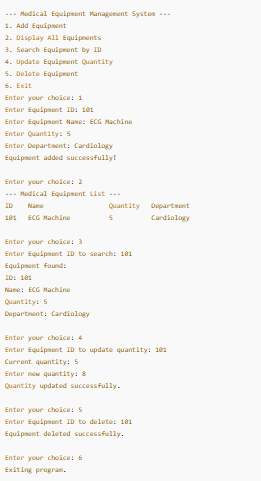 --- Medical Equipment Management System ---
1. Add Equipment
2. Display All Equipments
3. Search Equipment by ID
4. Update Equipment Quantity
5. Delete Equipment
6. Exit
Enter your choice: 1
Enter Equipment ID: 101
Enter Equipment Name: ECG Machine
Enter Quantity: 5
Enter Department: Cardiology
Equipment added successfully!
Enter your choice: 2
--- Medical Equipment List ---
ID Name Quantity Department
101 ECG Machine 5 Cardiology
Enter your choice: 3
Enter Equipment ID to search: 101
Equipment found:
ID: 101
Name: ECG Machine
Quantity: 5
Department: Cardiology
Enter your choice: 4
Enter Equipment ID to update quantity: 101
Current quantity: 5
Enter new quantity: 8
Quantity updated successfully.
Enter your choice: 5
Enter Equipment ID to delete: 101
Equipment deleted successfully.
Enter your choice: 6
Exiting program.